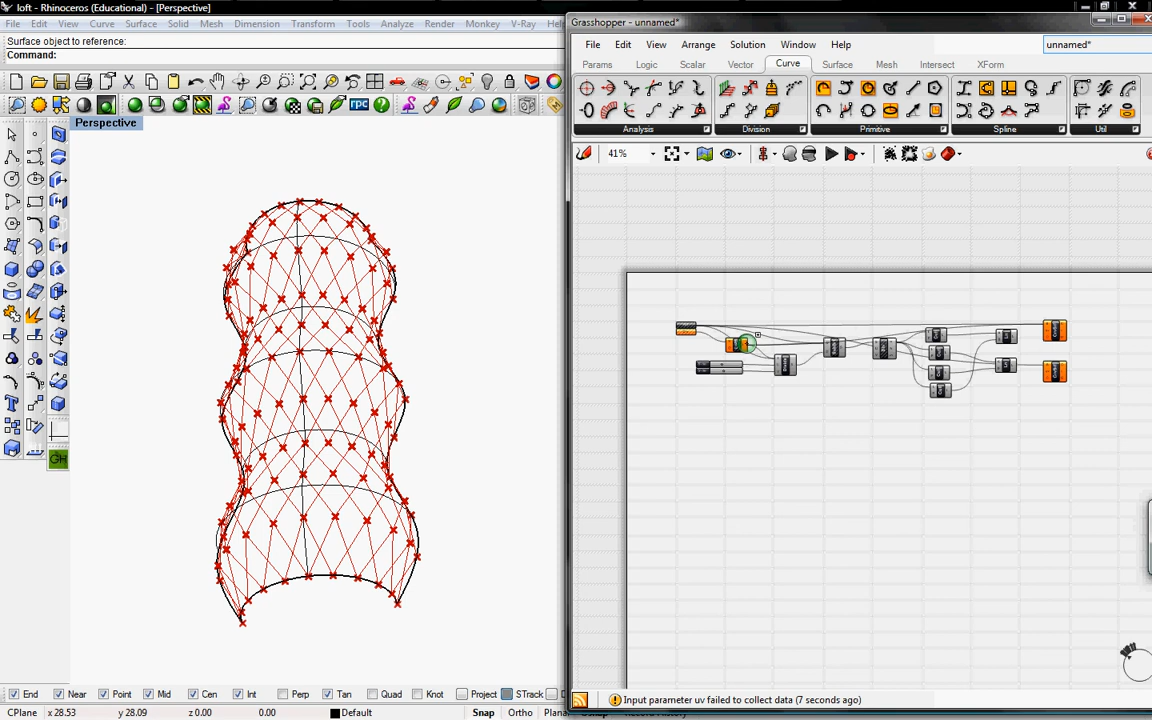 loft - Rhinoceros (Educational) - [Perspective]
File Edit View Curve Surface Solid Mesh Dimension Transform Tools Analyze Render Monkey V-Ray Help
Surface object to reference:
Command:
rpc
Perspective
GH
End Near Point Mid Cen Int Perp Tan Quad Knot Project STrack D
CPlane x 28.53 y 28.09 z 0.00 0.00 Default Snap Ortho Planar
Grasshopper - unnamed*
File Edit View Arrange Solution Window Help unnamed*
Params Logic Scalar Vector Curve Surface Mesh Intersect XForm
Analysis Division Primitive Spline Util
41%
Input parameter uv failed to collect data (7 seconds ago)